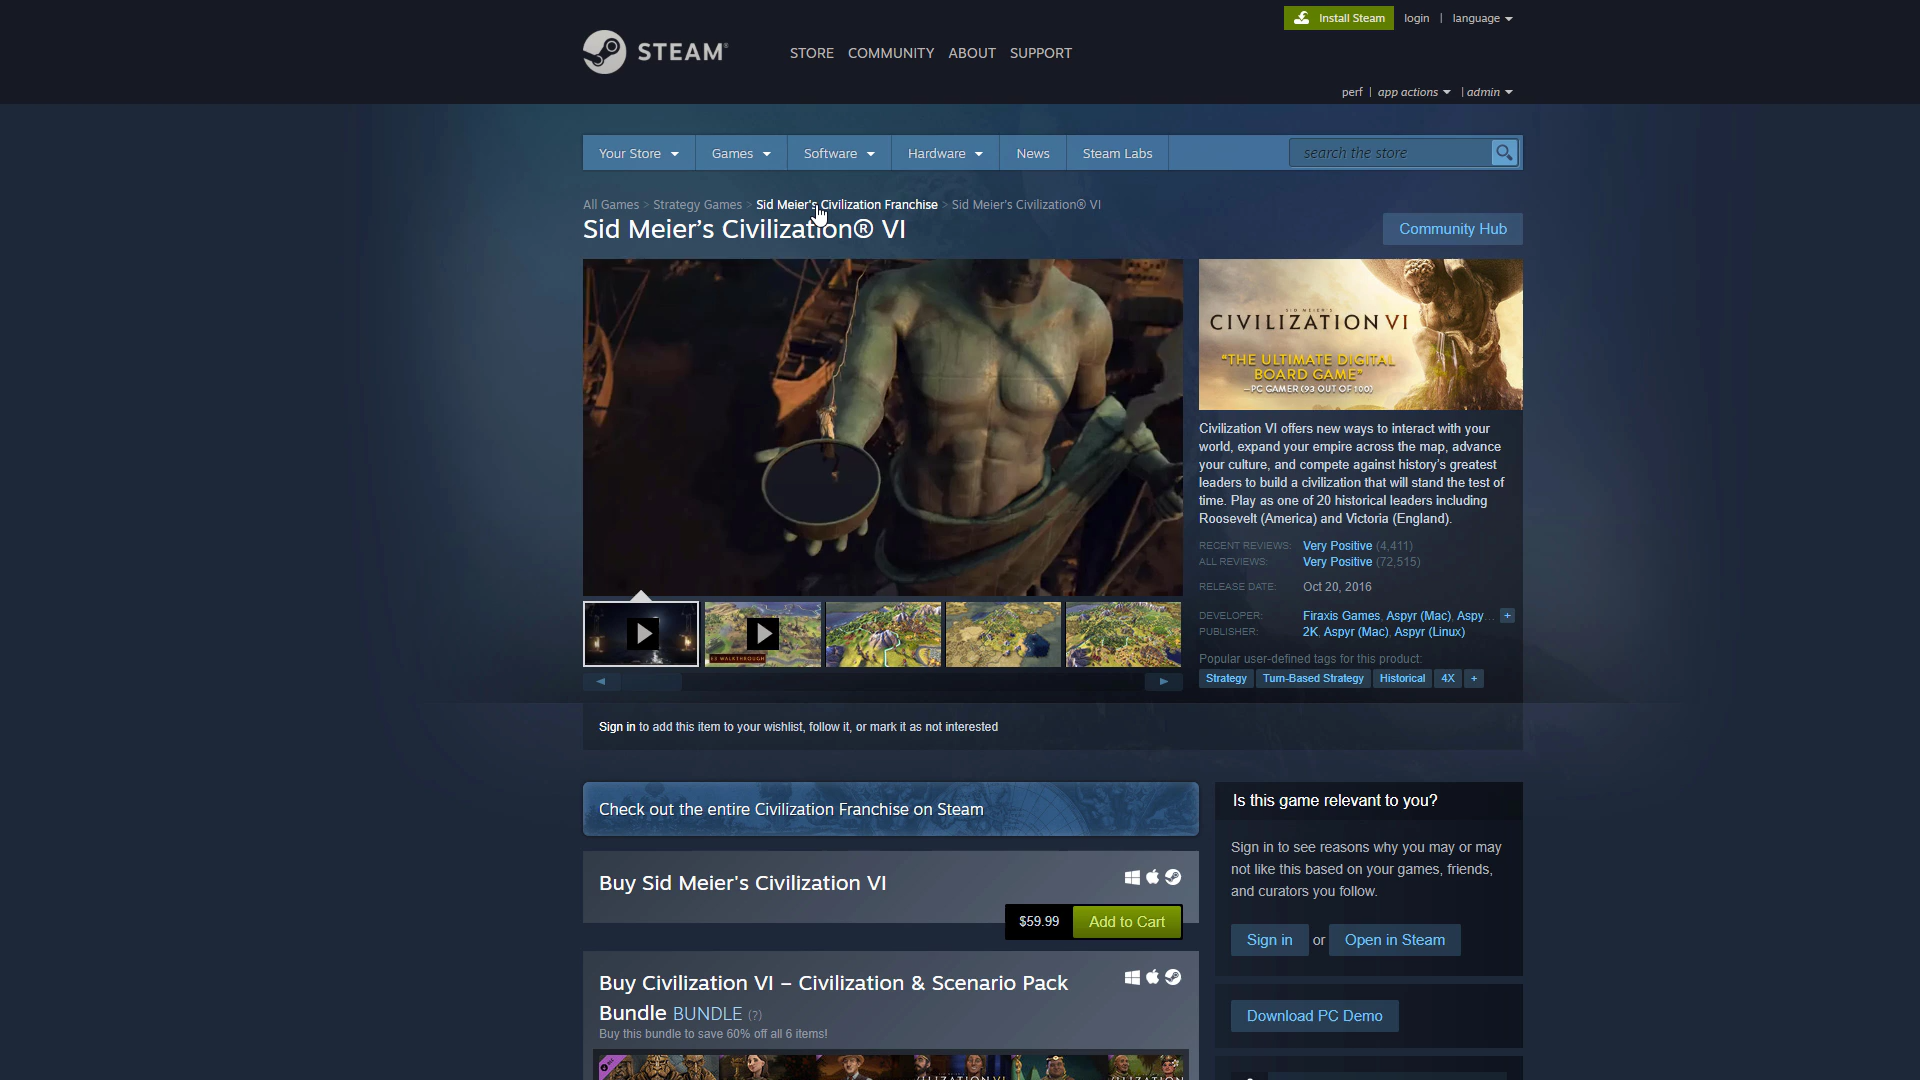 Install Steam login | language
STEAM®
STORE COMMUNITY ABOUT SUPPORT
perf | app actions | admin
Your Store Games Software Hardware News Steam Labs search the store
All Games > Strategy Games > Sid Meier's Civilization Franchise > Sid Meier's Civilization® VI
Sid Meier's Civilization® VI
Community Hub
SID MEIER'S
CIVILIZATION VI
"THE ULTIMATE DIGITAL
BOARD GAME"
—PC GAMER (93 OUT OF 100)
Civilization VI offers new ways to interact with your
world, expand your empire across the map, advance
your culture, and compete against history's greatest
leaders to build a civilization that will stand the test of
time. Play as one of 20 historical leaders including
Roosevelt (America) and Victoria (England).
RECENT REVIEWS: Very Positive (4,411)
ALL REVIEWS: Very Positive (72,515)
RELEASE DATE: Oct 20, 2016
DEVELOPER: Firaxis Games, Aspyr (Mac), Aspy... +
PUBLISHER: 2K, Aspyr (Mac), Aspyr (Linux)
Popular user-defined tags for this product:
Strategy Turn-Based Strategy Historical 4X +
WALKTHROUGH
Sign in to add this item to your wishlist, follow it, or mark it as not interested
Check out the entire Civilization Franchise on Steam
Buy Sid Meier's Civilization VI
$59.99 Add to Cart
Buy Civilization VI – Civilization & Scenario Pack
Bundle BUNDLE (?)
Buy this bundle to save 60% off all 6 items!
Is this game relevant to you?
Sign in to see reasons why you may or may
not like this based on your games, friends,
and curators you follow.
Sign in or Open in Steam
Download PC Demo